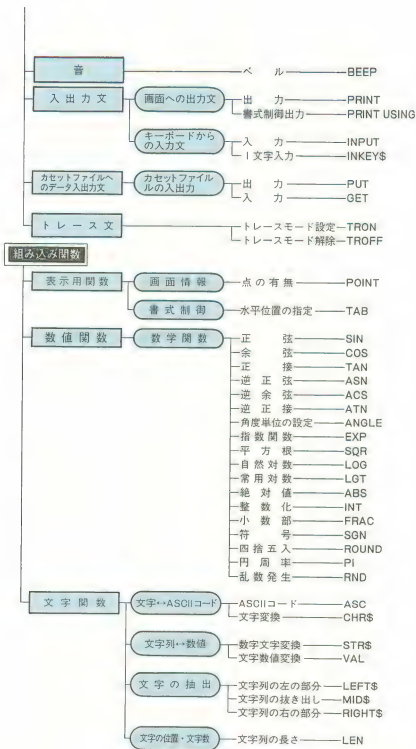 音 ベル BEEP
入出力文 画面への出力文 出力 PRINT
書式制御出力 PRINT USING
キーボードから
の入力文 入力 INPUT
1文字入力 INKEY$
カセットファイルへ
のデータ入出力文 カセットファイ
ルの入出力 出力 PUT
入力 GET
トレース文 トレースモード設定 TRON
トレースモード解除 TROFF
組み込み関数
表示用関数 画面情報 点の有無 POINT
書式制御 水平位置の指定 TAB
数値関数 数学関数 正弦 SIN
余弦 COS
正接 TAN
逆正弦 ASN
逆余弦 ACS
逆正接 ATN
角度単位の設定 ANGLE
指数関数 EXP
平方根 SQR
自然対数 LOG
常用対数 LGT
絶対値 ABS
整数化 INT
小数部 FRAC
符号 SGN
四捨五入 ROUND
円周率 Pi
乱数発生 RND
文字関数 文字↔ASCIIコード ASCIIコード ASC
文字変換 CHR$
文字列↔数値 数字文字変換 STR$
文字数値変換 VAL
文字の抽出 文字列の左の部分 LEFT$
文字列の抜き出し MID$
文字列の右の部分 RIGHT$
文字の位置・文字数 文字列の長さ LEN